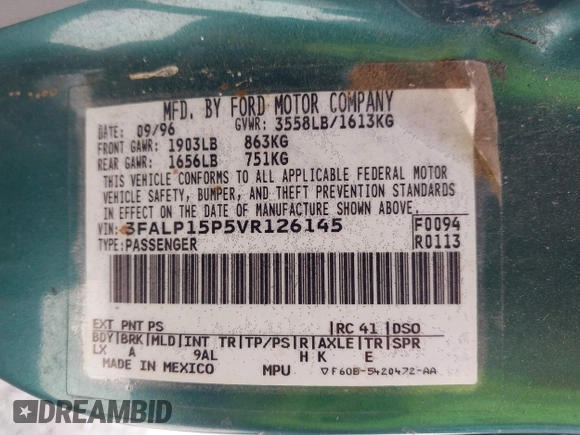 MFD. BY FORD MOTOR COMPANY
DATE: 09/96 GVWR: 3558LB/1613KG
FRONT GAWR: 1903LB 863KG
REAR GAWR: 1656LB 751KG
THIS VEHICLE CONFORMS TO ALL APPLICABLE FEDERAL MOTOR
VEHICLE SAFETY, BUMPER, AND THEFT PREVENTION STANDARDS
IN EFFECT ON THE DATE OF MANUFACTURE SHOWN ABOVE.
VIN: 3FALP15P5VR126145 F0094
TYPE: PASSENGER R0113
EXT PNT PS RC 41 DSO
BDY BRK MLD INT TR TP/PS R AXLE TR SPR
LX A 9AL H K E
MADE IN MEXICO MPU F60B-5420472-AA
DREAMBID